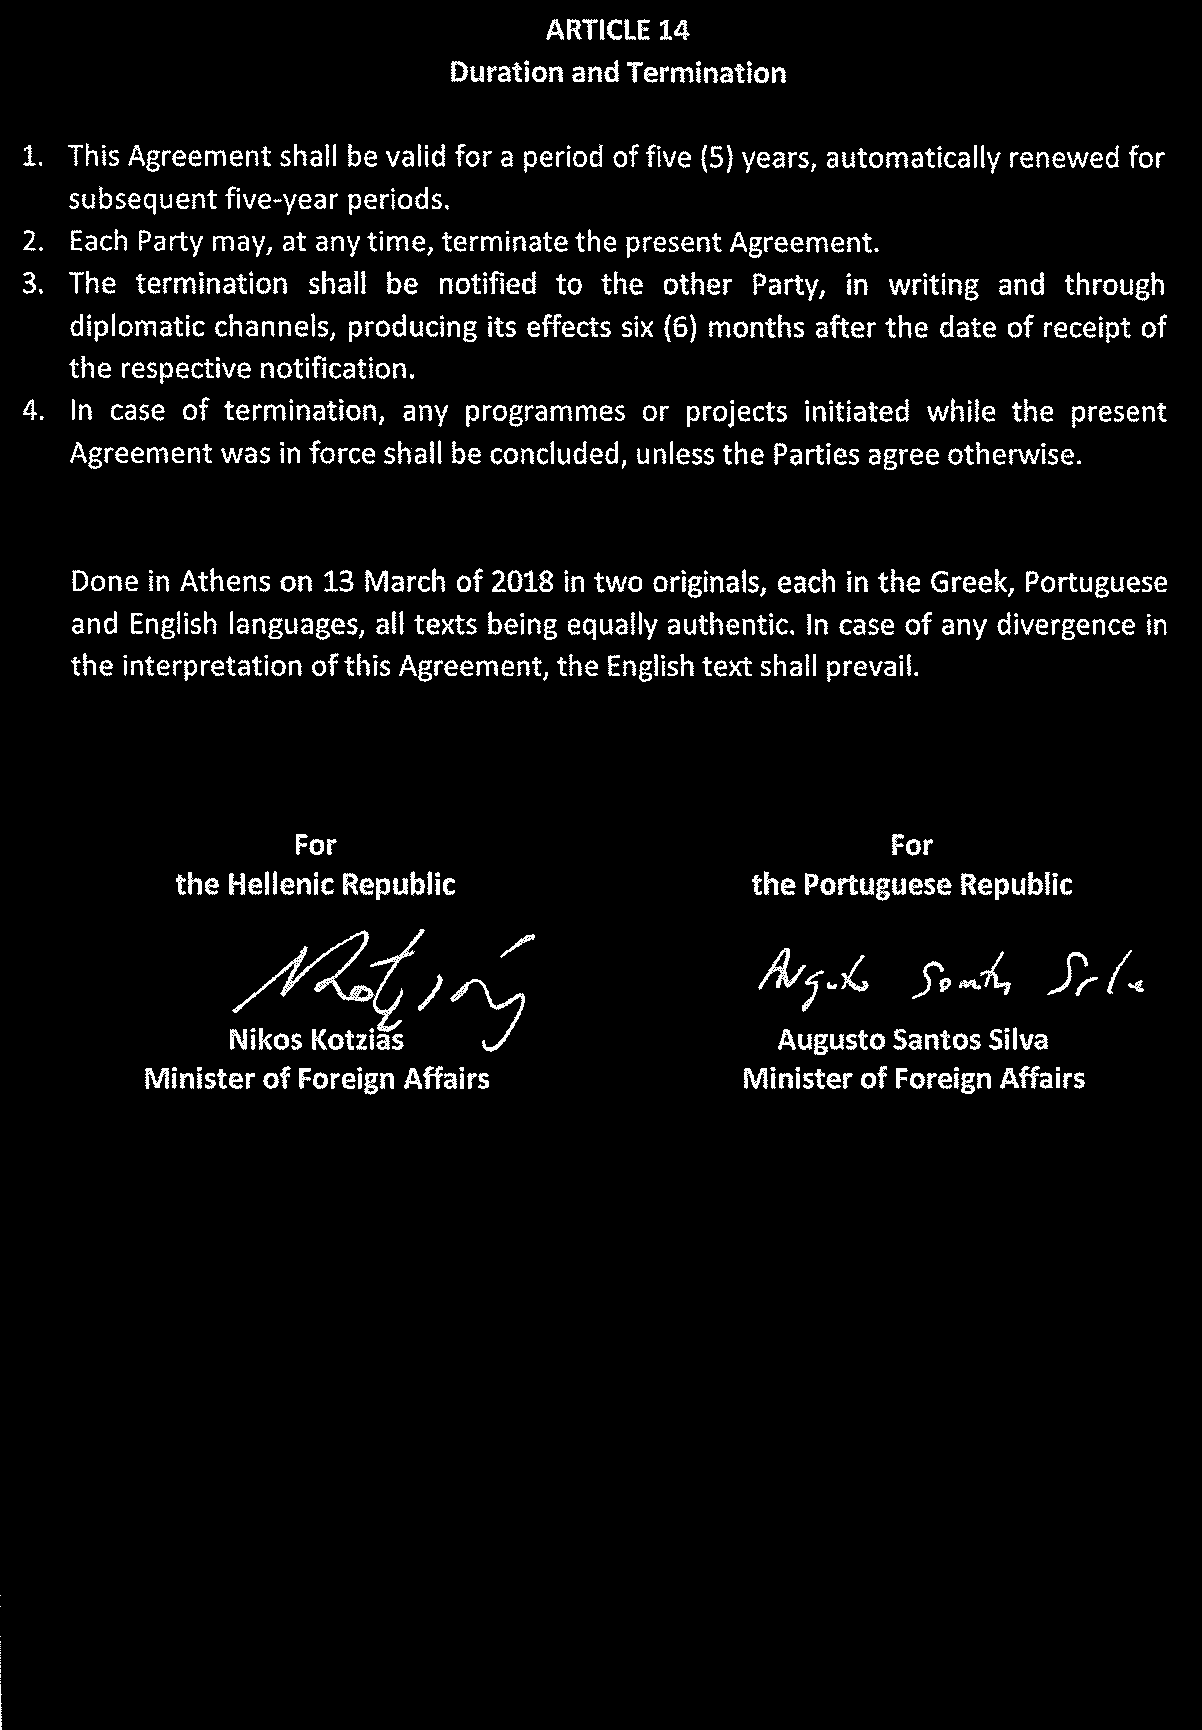 ARTICLE 14
Duration and Termination
1. This Agreement shall be valid for a period of five (5) years, automatically renewed for
subsequent five-year periods.
2. Each Party may, at any time, terminate the present Agreement.
3. The termination shall be notified to the other Party, in writing and through
diplomatic channels, producing its effects six (6) months after the date of receipt of
the respective notification.
4. In case of termination, any programmes or projects initiated while the present
Agreement was in force shall be concluded, unless the Parties agree otherwise.
Done in Athens on 13 March of 2018 in two originals, each in the Greek, Portuguese
and English languages, all texts being equally authentic. In case of any divergence in
the interpretation of this Agreement, the English text shall prevail.
For
the Hellenic Republic
Nikos Kotzias
Minister of Foreign Affairs
For
the Portuguese Republic
Augusto Santos Silva
Augusto Santos Silva
Minister of Foreign Affairs